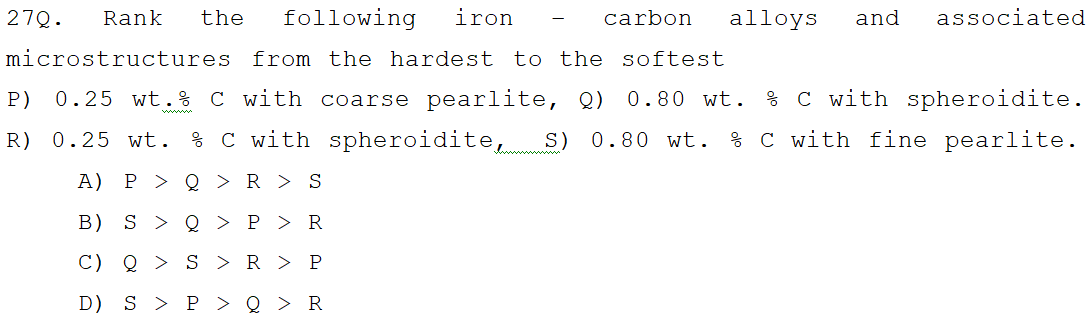 27Q. Rank the following iron – carbon alloys and associated
microstructures from the hardest to the softest
P) 0.25 wt.% C with coarse pearlite, Q) 0.80 wt. % C with spheroidite.
R) 0.25 wt. % C with spheroidite, S) 0.80 wt. % C with fine pearlite.
A) P > Q > R > S
B) S > Q > P > R
C) Q > S > R > P
D) S > P > Q > R